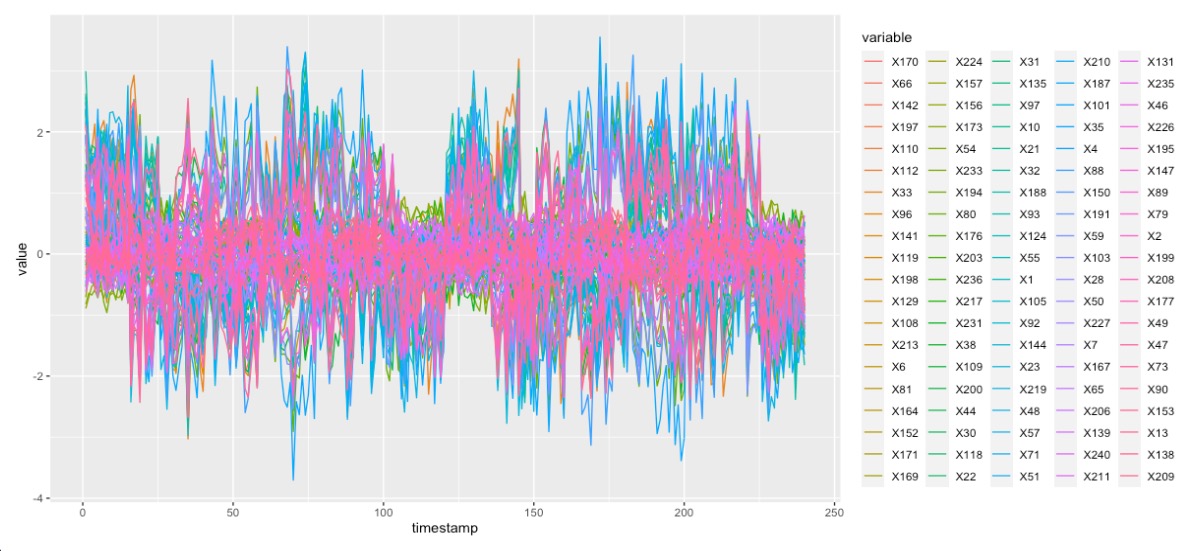 variable
X170 X224 X31 X210 X131
X66 X157 X135 X187 X235
X142 X156 X97 X101 X46
X197 X173 X10 X35 X226
X110 X54 X21 X4 X195
X112 X233 X32 X88 X147
X33 X194 X188 X150 X89
X96 X80 X93 X191 X79
X141 X176 X124 X59 X2
X119 X203 X55 X103 X199
X198 X236 X1 X28 X208
X129 X217 X105 X50 X177
X108 X231 X92 X227 X49
X213 X38 X144 X7 X47
X6 X109 X23 X167 X73
X81 X200 X219 X65 X90
X164 X44 X48 X206 X153
X152 X30 X57 X139 X13
X171 X118 X71 X240 X138
X169 X22 X51 X211 X209
value
2
0
-2
-4
0 50 100 150 200 250
timestamp